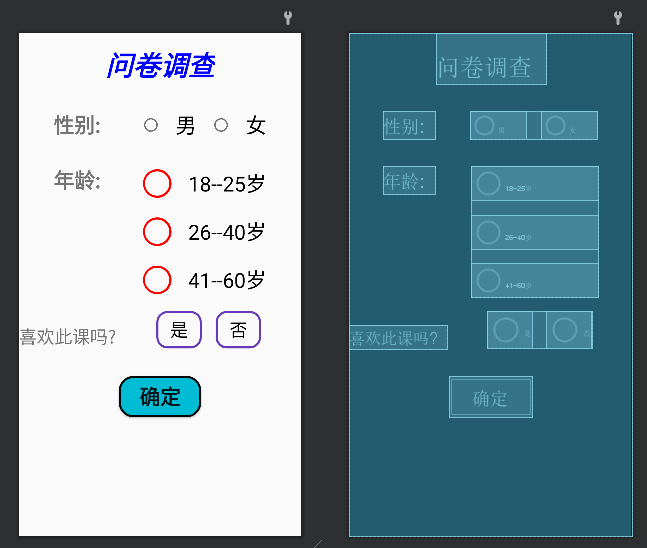 问卷调查
性别:
男
女
年龄:
18--25岁
26--40岁
41--60岁
喜欢此课吗?
是
否
确定
问卷调查
性别:
男
女
年龄:
18--25岁
26--40岁
41--60岁
喜欢此课吗?
是
确定